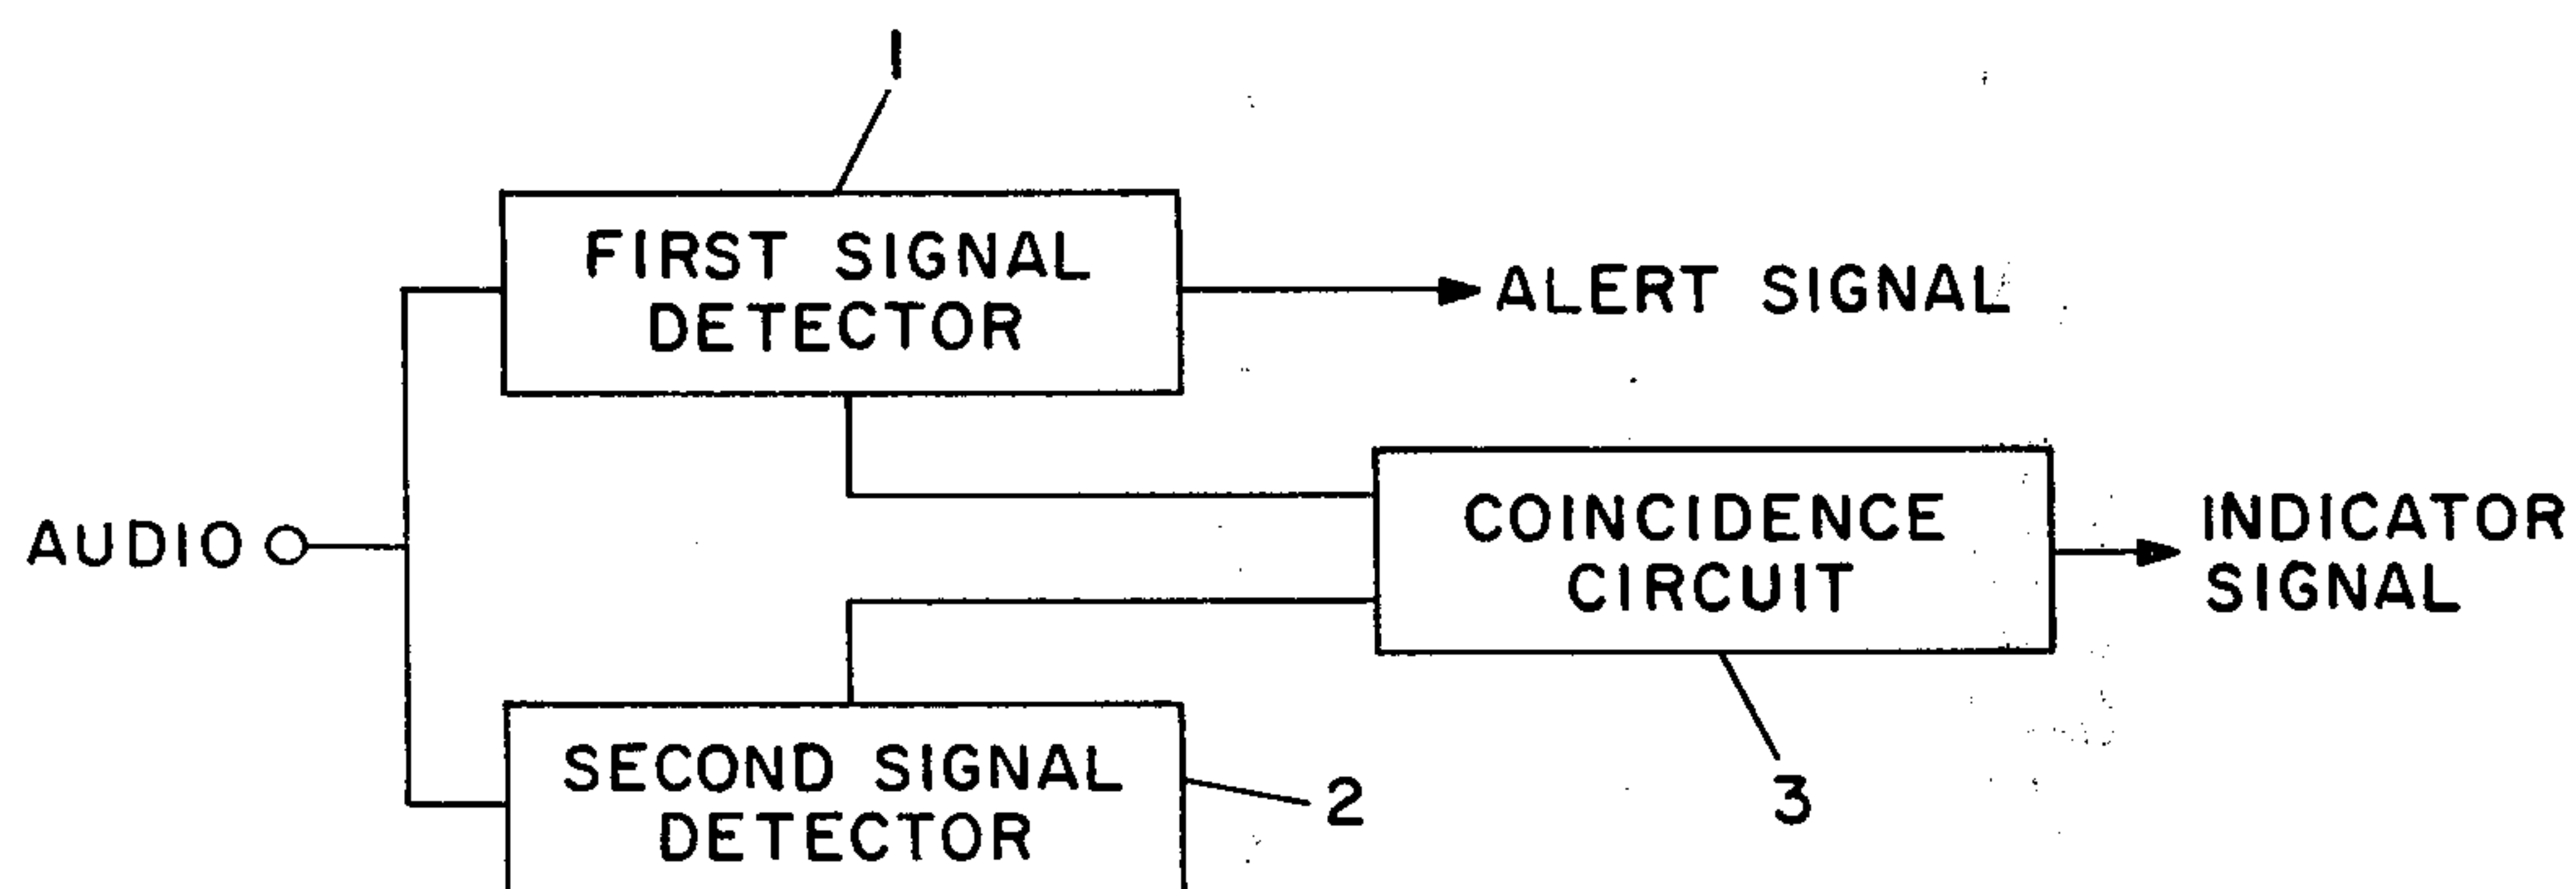 1
FIRST SIGNAL
DETECTOR
ALERT SIGNAL
AUDIO
COINCIDENCE
CIRCUIT
INDICATOR
SIGNAL
SECOND SIGNAL
DETECTOR
2
3